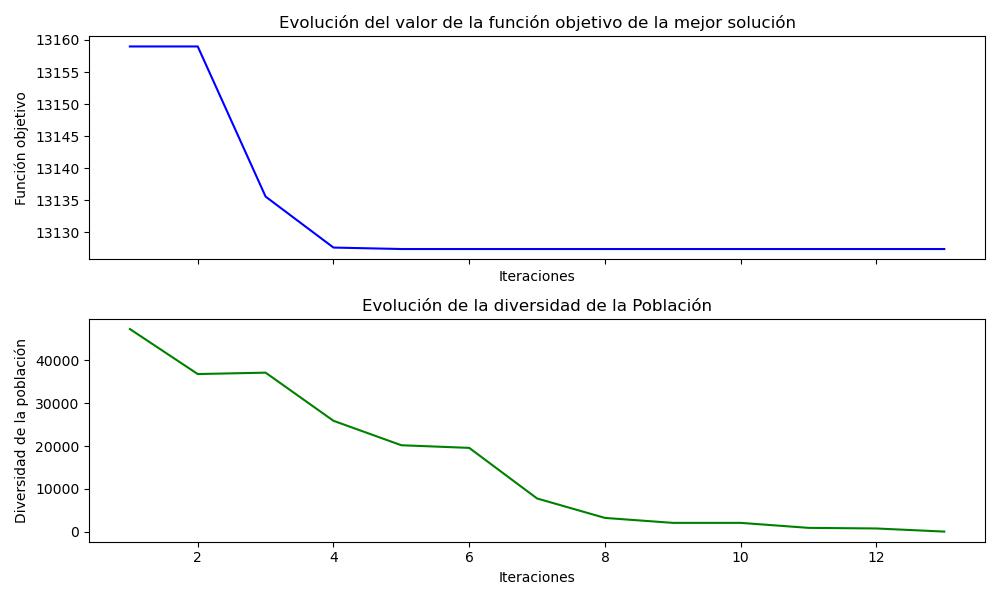 Evolución del valor de la función objetivo de la mejor solución
13160
13155
13150
13145
13140
13135
13130
Función objetivo
Iteraciones
Evolución de la diversidad de la Población
40000
30000
20000
10000
0
Diversidad de la población
2 4 6 8 10 12
Iteraciones